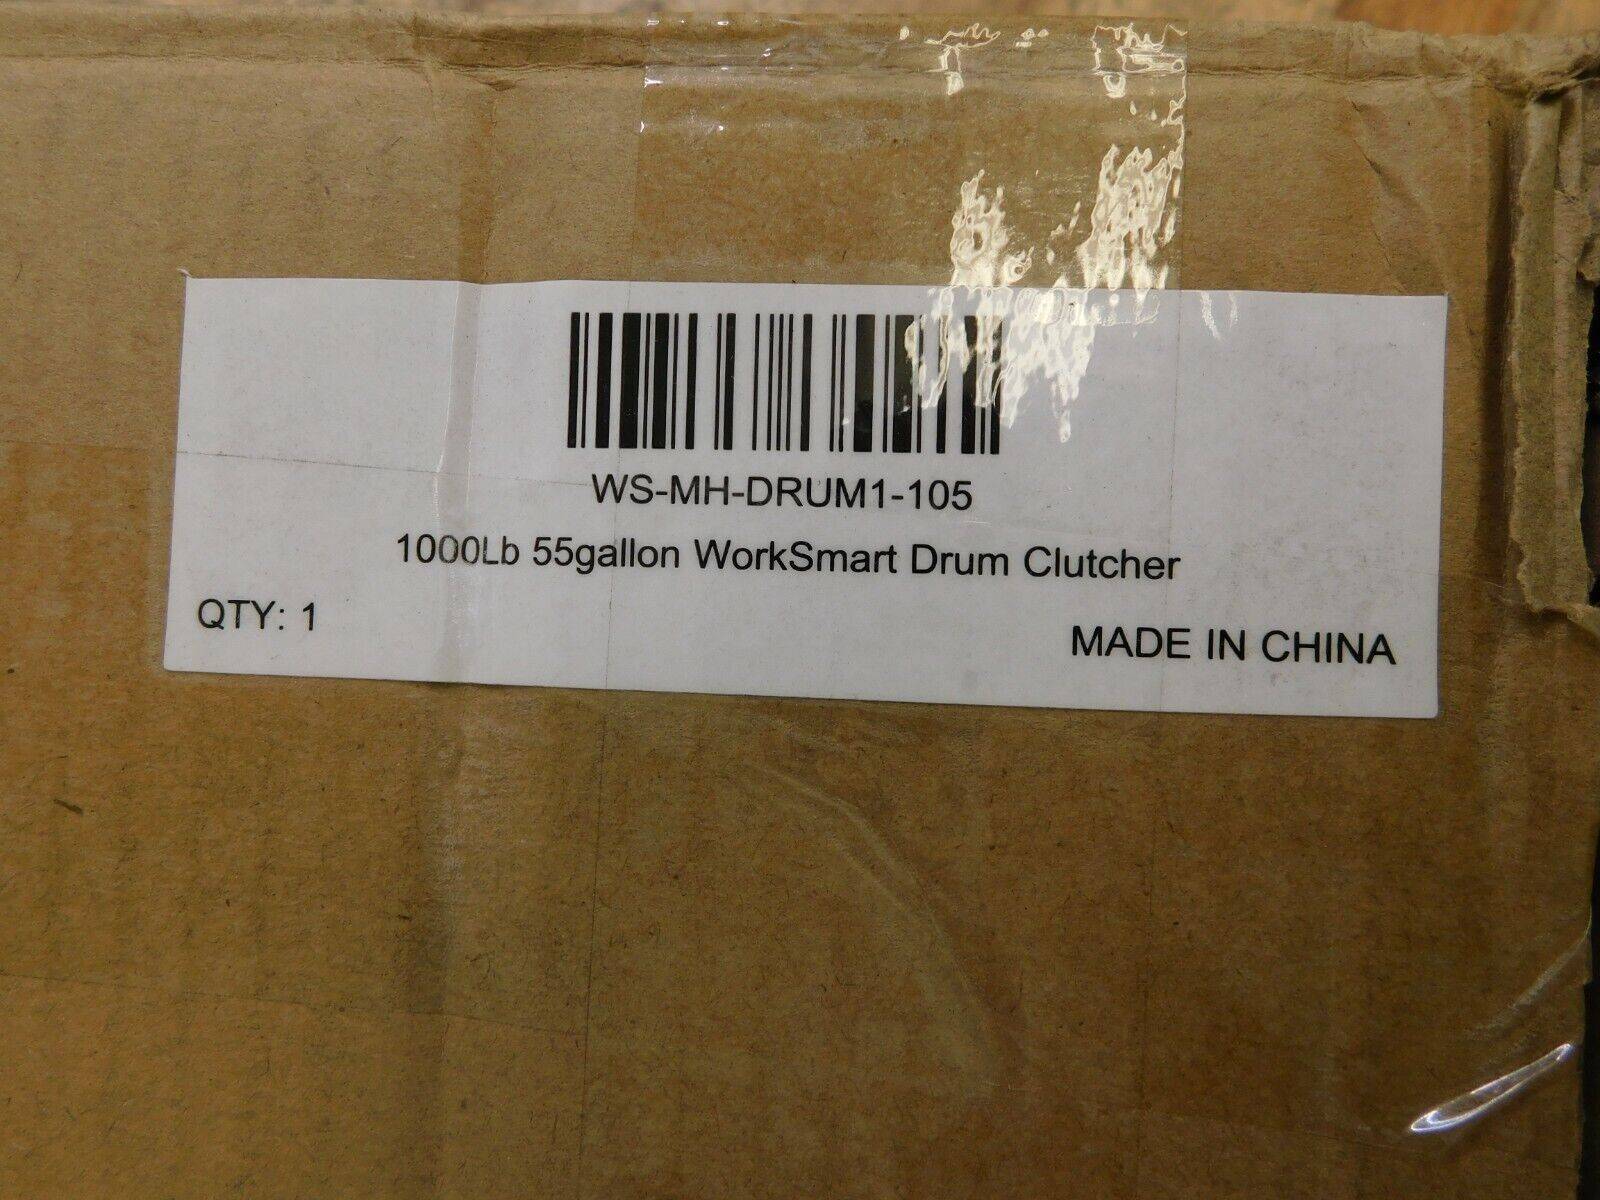 WS-MH-DRUM1-105
1000Lb 55gallon WorkSmart Drum Clutcher
QTY: 1
MADE IN CHINA